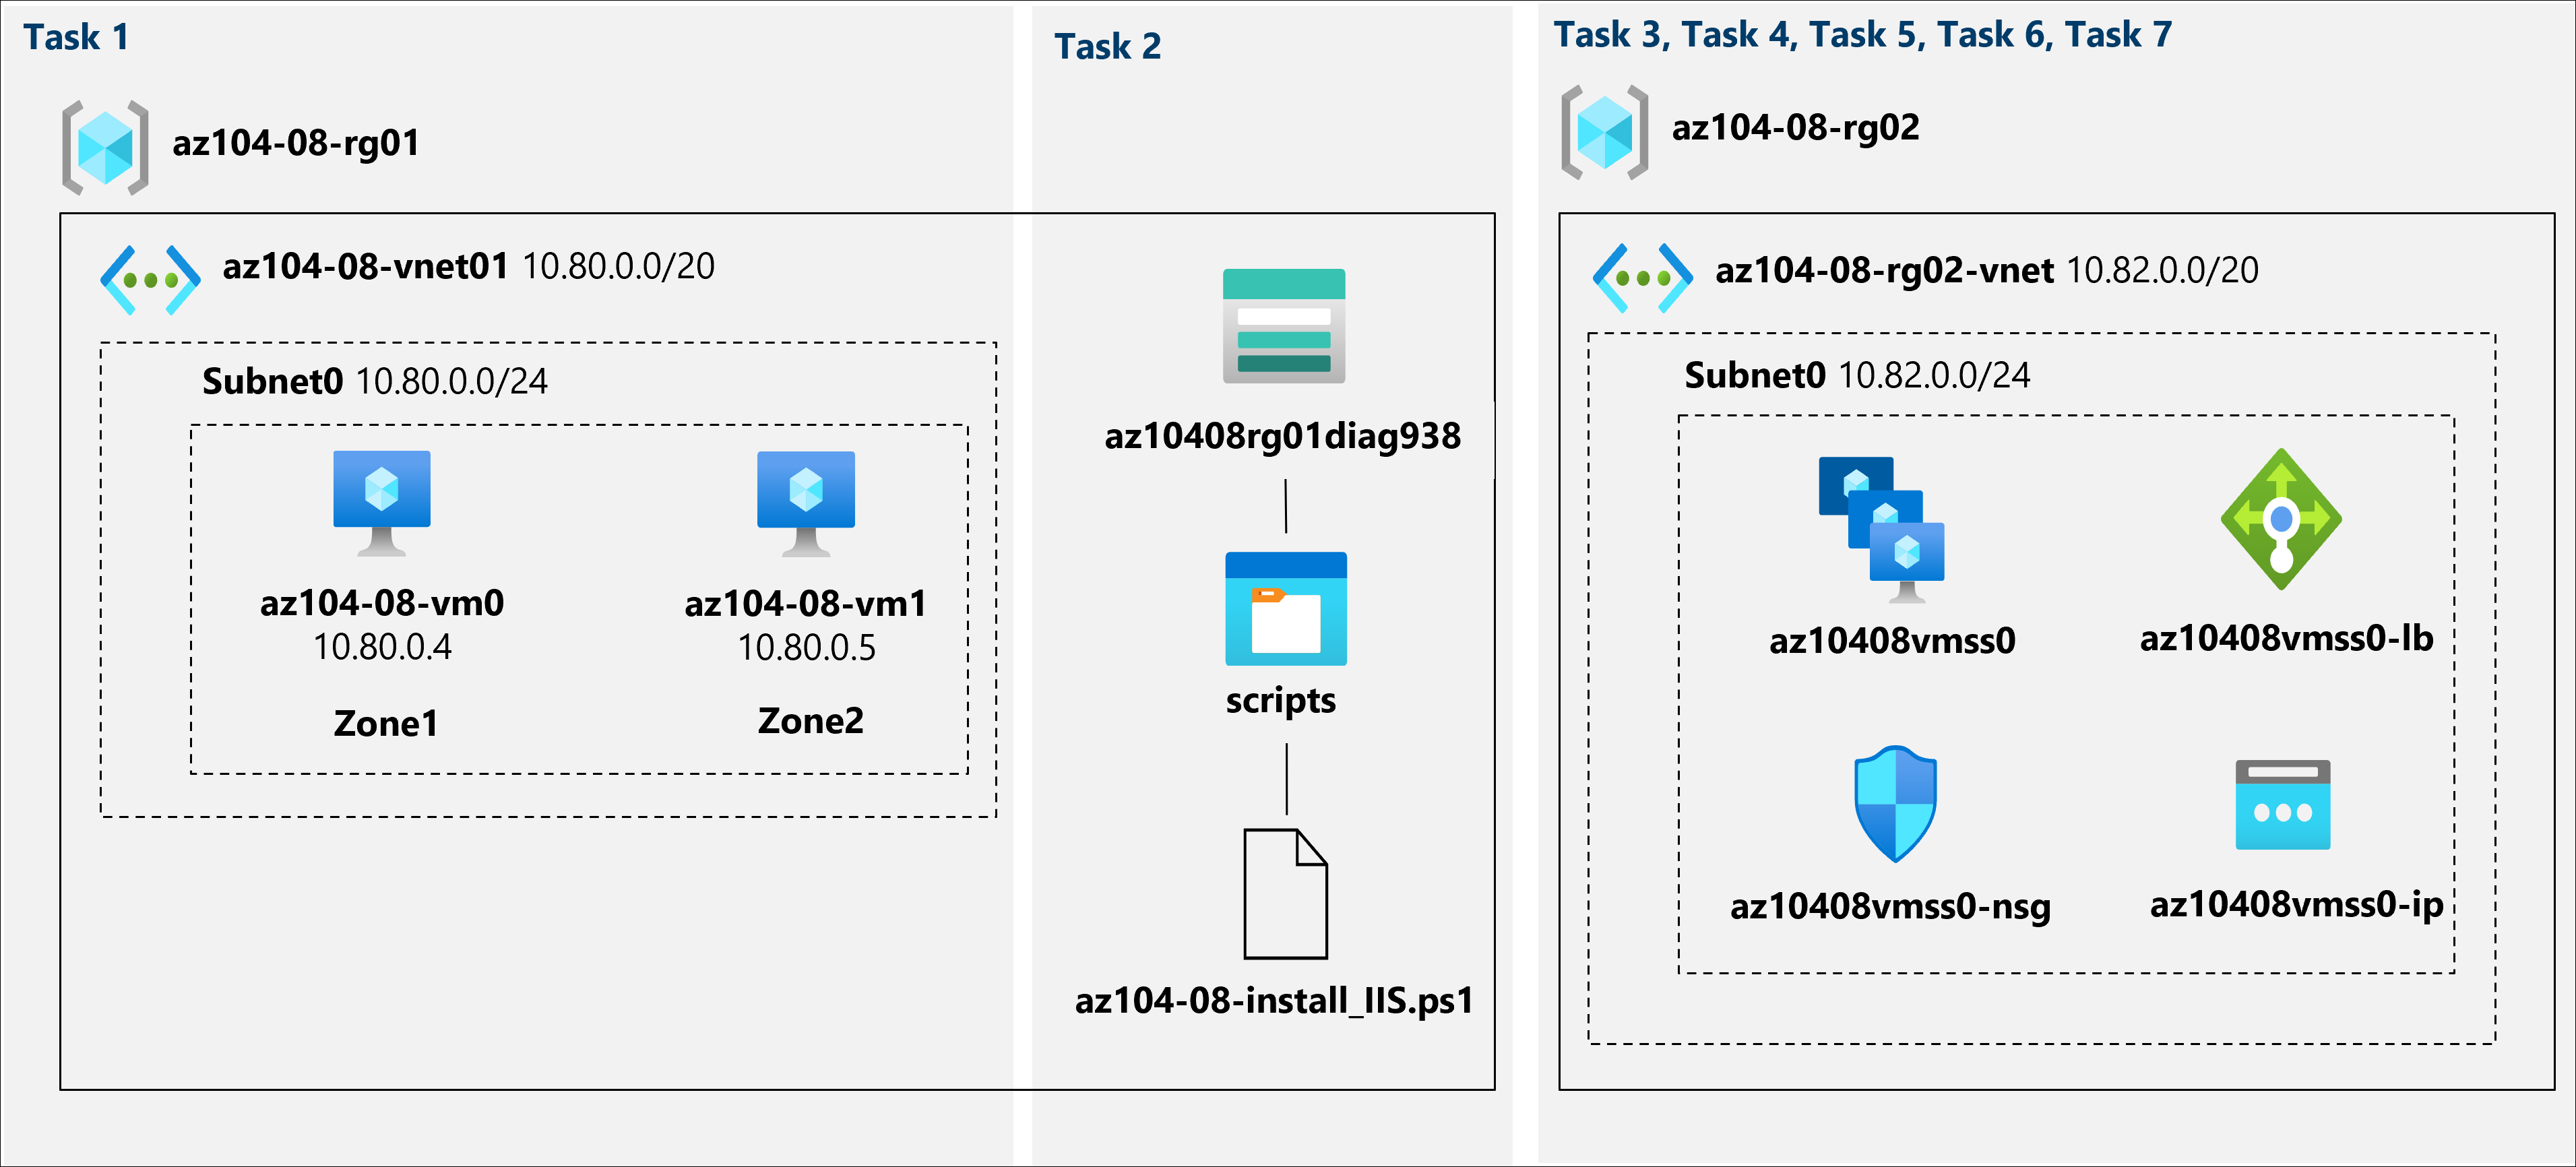 Task 1
az104-08-rg01
az104-08-vnet01 10.80.0.0/20
Subnet0 10.80.0.0/24
az104-08-vm0
10.80.0.4
Zone1
az104-08-vm1
10.80.0.5
Zone2
Task 2
az10408rg01diag938
scripts
az104-08-install_IIS.ps1
Task 3, Task 4, Task 5, Task 6, Task 7
az104-08-rg02
az104-08-rg02-vnet 10.82.0.0/20
Subnet0 10.82.0.0/24
az10408vmss0
az10408vmss0-lb
az10408vmss0-nsg
az10408vmss0-ip